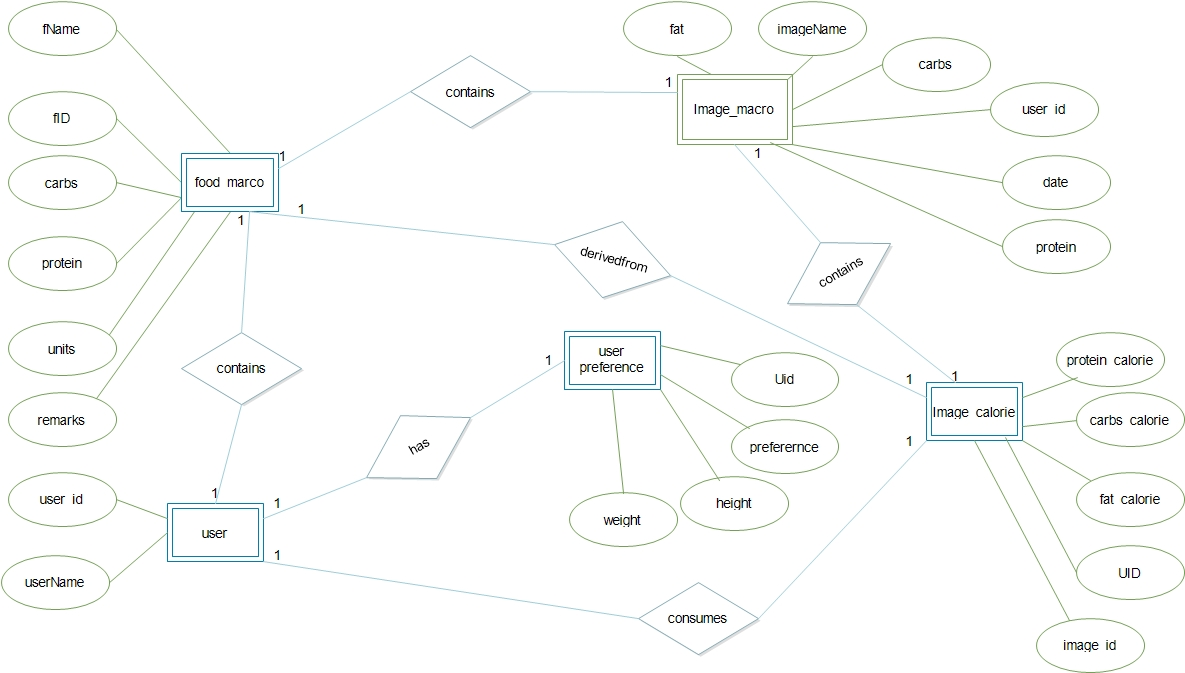 fName
fat
imageName
carbs
contains
1
Image_macro
user id
fID
1
1
food marco
carbs
date
1
1
protein
derivedfrom
protein
contains
units
contains
1
user
preference
Uid
1
1
protein calorie
Image calorie
remarks
has
preferernce
1
carbs calorie
user id
1
1
height
fat calorie
weight
user
1
userName
UID
consumes
image id